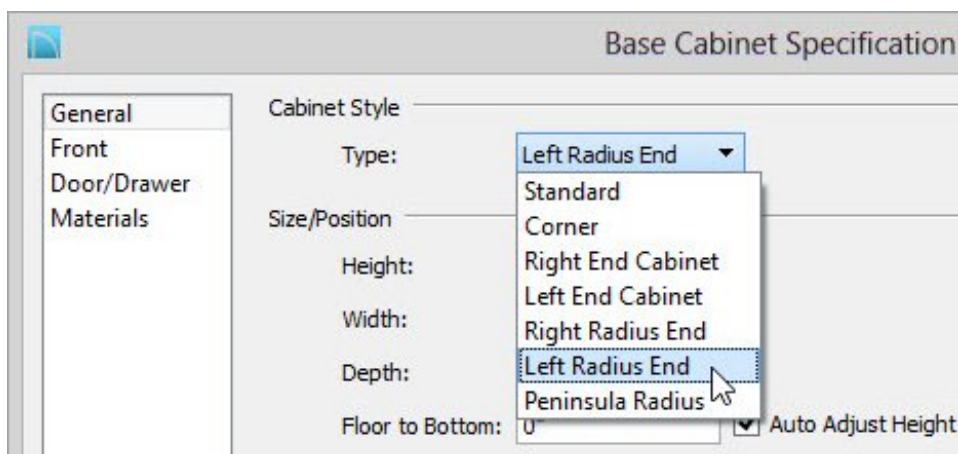 Base Cabinet Specification
General
Front
Door/Drawer
Materials
Cabinet Style
Type: Left Radius End
Standard
Corner
Right End Cabinet
Left End Cabinet
Right Radius End
Left Radius End
Peninsula Radius
Size/Position
Height:
Width:
Depth:
Floor to Bottom: 0"
Auto Adjust Height